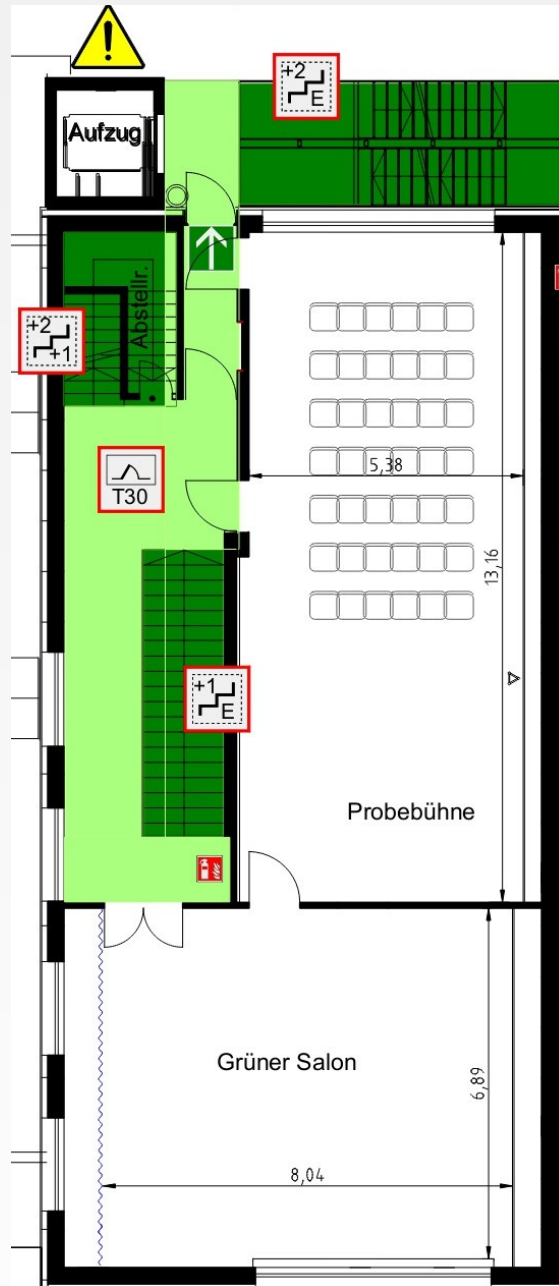 !
Aufzug
+2
E
Abstellr.
+2
+1
T30
5,38
13,16
+1
E
Probebühne
Grüner Salon
6,89
8,04